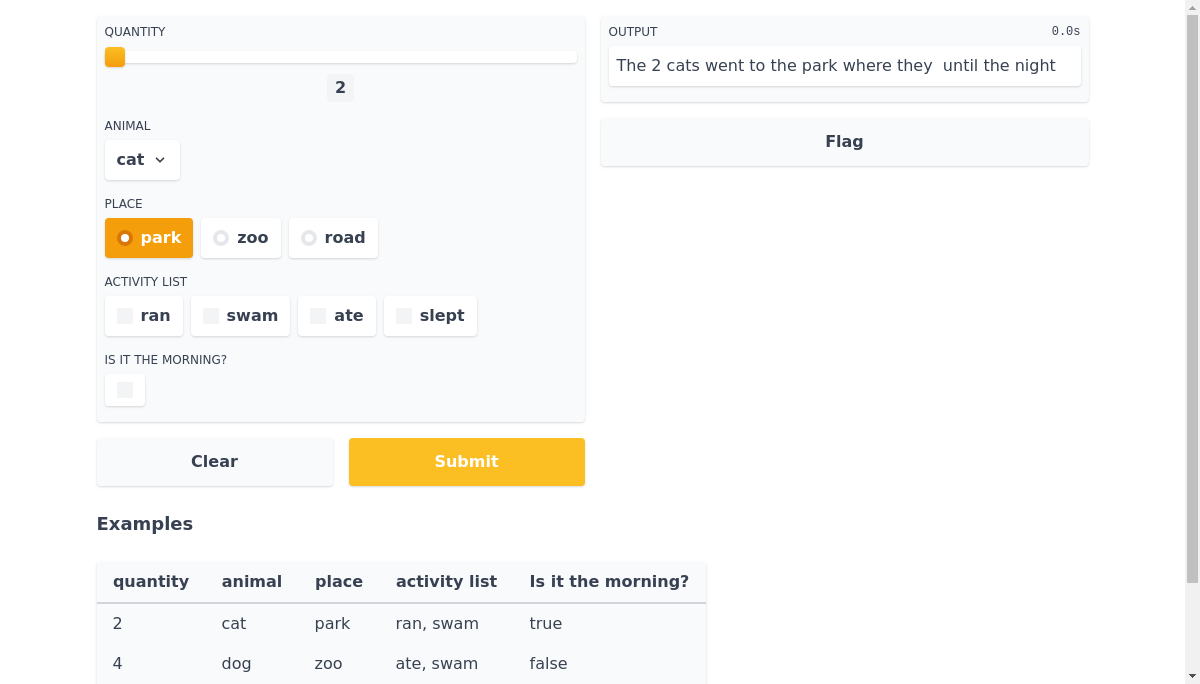 QUANTITY
2
ANIMAL
cat
PLACE
park zoo road
ACTIVITY LIST
ran swam ate slept
IS IT THE MORNING?
Clear Submit
OUTPUT 0.0s
The 2 cats went to the park where they  until the night
Flag
Examples
quantity animal place activity list Is it the morning?
2 cat park ran, swam true
4 dog zoo ate, swam false